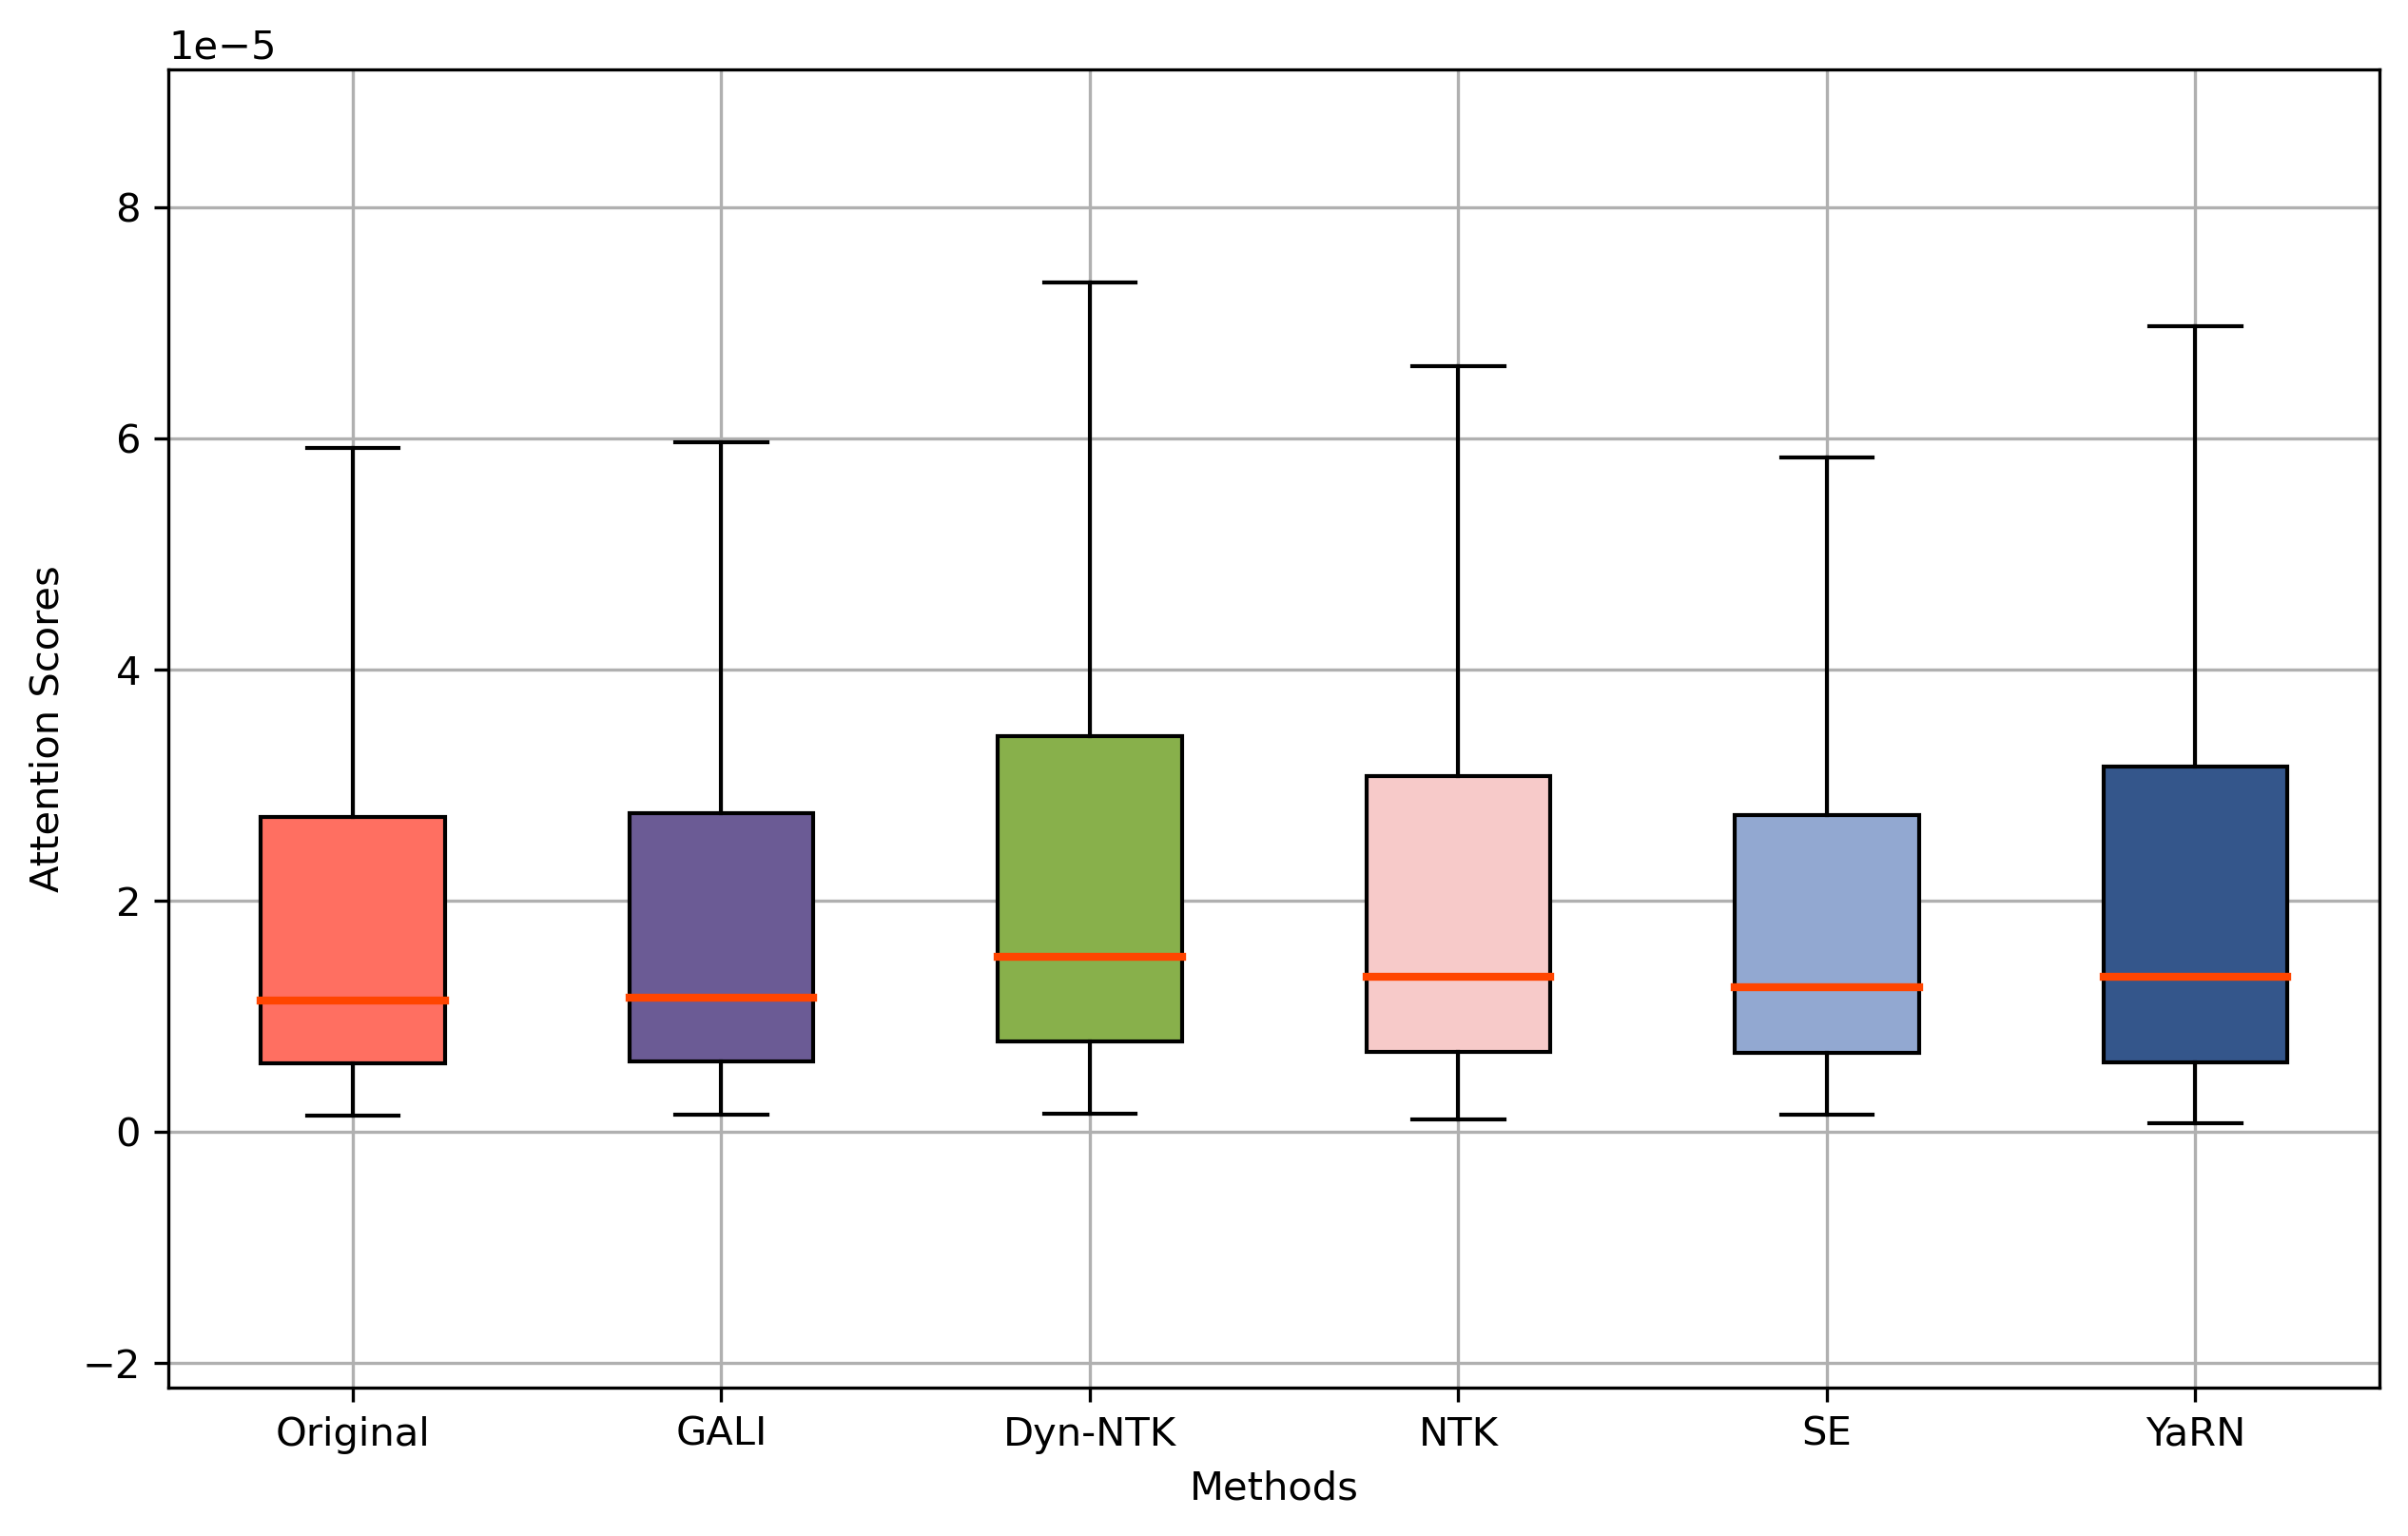 1e−5
8
6
4
2
0
−2
Attention Scores
Original GALI Dyn-NTK NTK SE YaRN
Methods